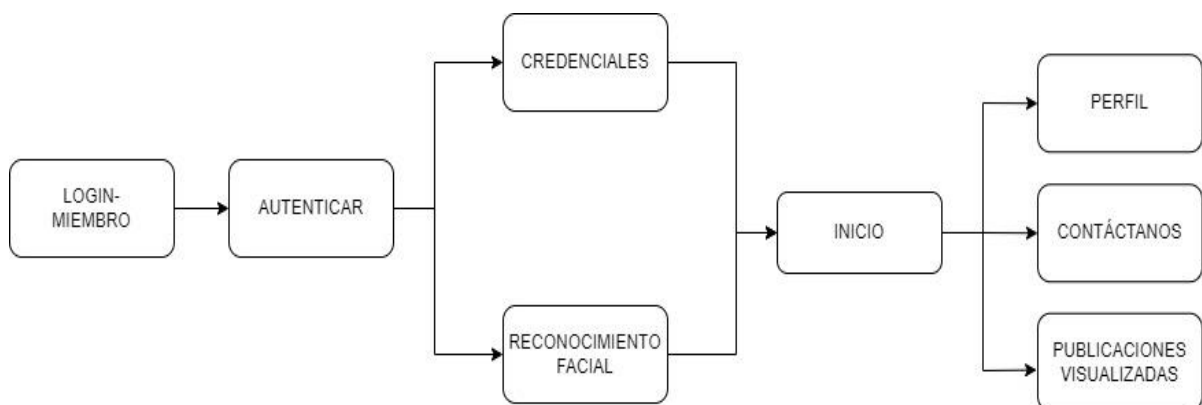 LOGIN-
MIEMBRO
AUTENTICAR
CREDENCIALES
RECONOCIMIENTO
FACIAL
INICIO
PERFIL
CONTÁCTANOS
PUBLICACIONES
VISUALIZADAS